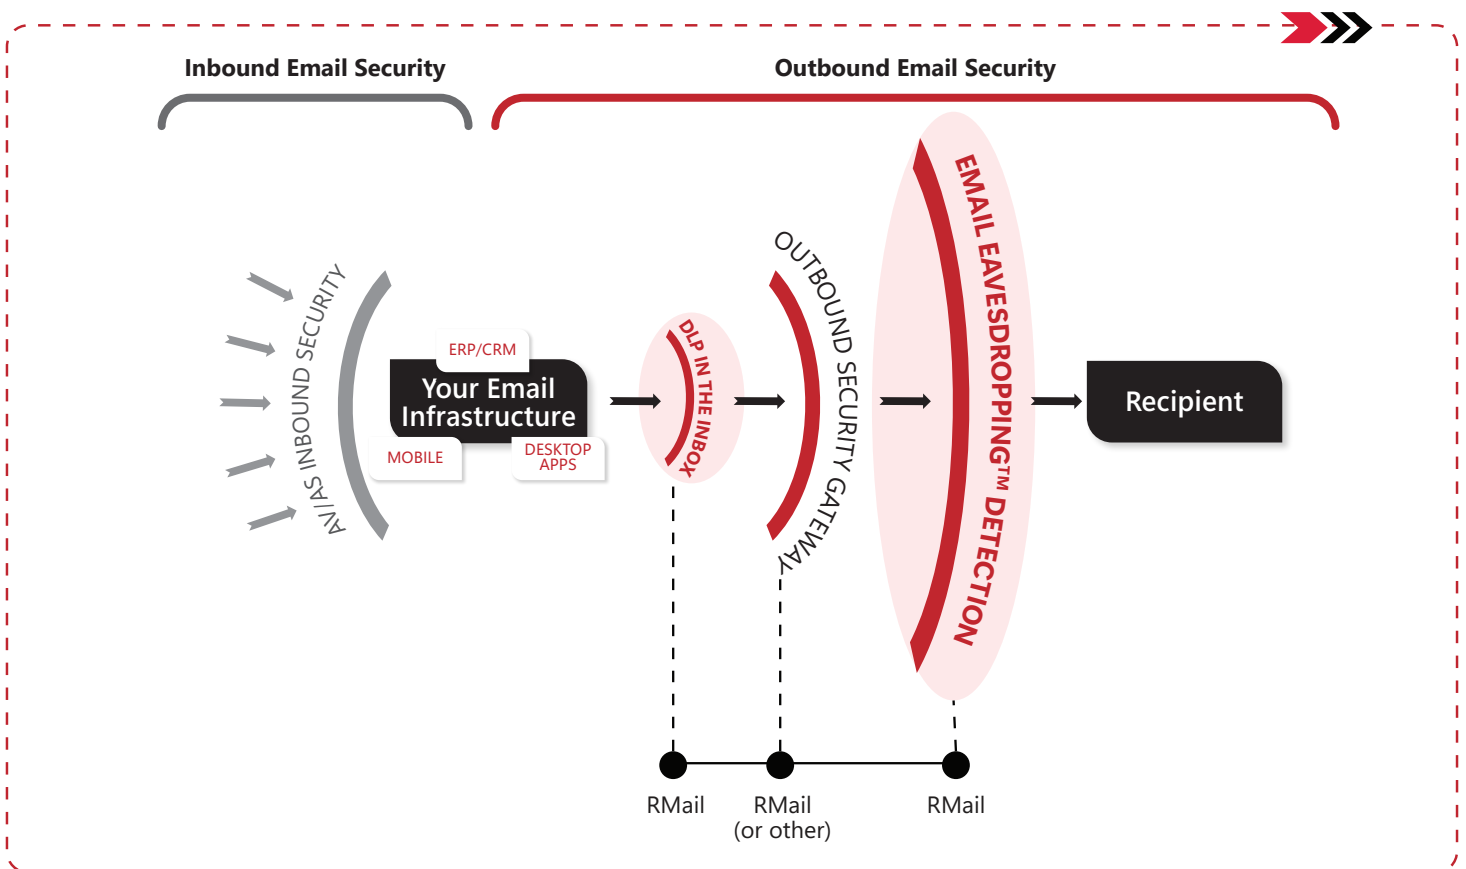 Inbound Email Security
Outbound Email Security
AV/AS INBOUND SECURITY
ERP/CRM
Your Email
Infrastructure
MOBILE
DESKTOP
APPS
DLP IN THE INBOX
OUTBOUND SECURITY GATEWAY
EMAIL EAVESDROPPING™ DETECTION
Recipient
RMail
RMail
(or other)
RMail